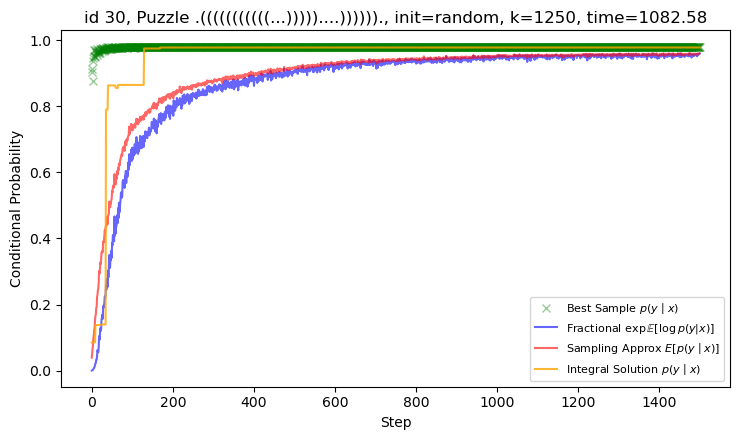 id 30, Puzzle .(((((((((((...)))))....))))))., init=random, k=1250, time=1082.58
1.0
0.8
0.6
0.4
0.2
0.0
Conditional Probability
Best Sample p(y | x)
Fractional exp𝔼[log p(y|x)]
Sampling Approx E[p(y | x)]
Integral Solution p(y | x)
0 200 400 600 800 1000 1200 1400
Step